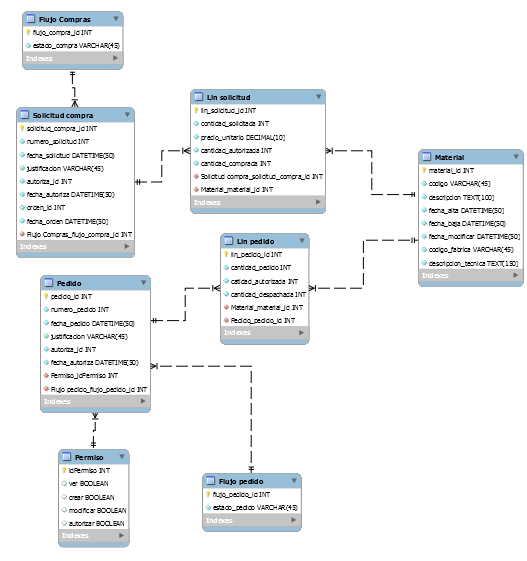 Flujo Compras
flujo_compra_id INT
estado_compra VARCHAR(45)
Indexes
Solicitud compra
solicitud_compra_id INT
numero_solicitud INT
fecha_solicitud DATETIME(50)
justificacion VARCHAR(45)
autoriza_id INT
fecha_autoriza DATETIME(50)
orden_id INT
fecha_orden DATETIME(50)
Flujo Compras_flujo_compra_id INT
Indexes
Lin solicitud
lin_solicitud_id INT
contidad_solicitada INT
precio_unitario DECIMAL(10)
cantidad_autorizada INT
cantidad_comprada INT
Solicitud compra_solicitud_compra_id INT
Material_material_id INT
Indexes
Material
material_id INT
codigo VARCHAR(45)
descripcion TEXT(100)
fecha_alta DATETIME(50)
fecha_baja DATETIME(50)
fecha_modificar DATETIME(50)
codigo_fabrica VARCHAR(45)
descripcion_tecnica TEXT(150)
Indexes
Lin pedido
lin_pedido_id INT
cantidad_pedido INT
catidad_autorizada INT
cantidad_despachada INT
Material_material_id INT
Pedido_pedido_id INT
Indexes
Pedido
pedido_id INT
numero_pedido INT
fecha_pedido DATETIME(50)
justificacion VARCHAR(45)
autoriza_id INT
fecha_autoriza DATETIME(50)
Permiso_idPermiso INT
Flujo pedido_flujo_pedido_id INT
Indexes
Permiso
idPermiso INT
ver BOOLEAN
crear BOOLEAN
modificar BOOLEAN
autorizar BOOLEAN
Indexes
Flujo pedido
flujo_pedido_id INT
estado_pedido VARCHAR(45)
Indexes